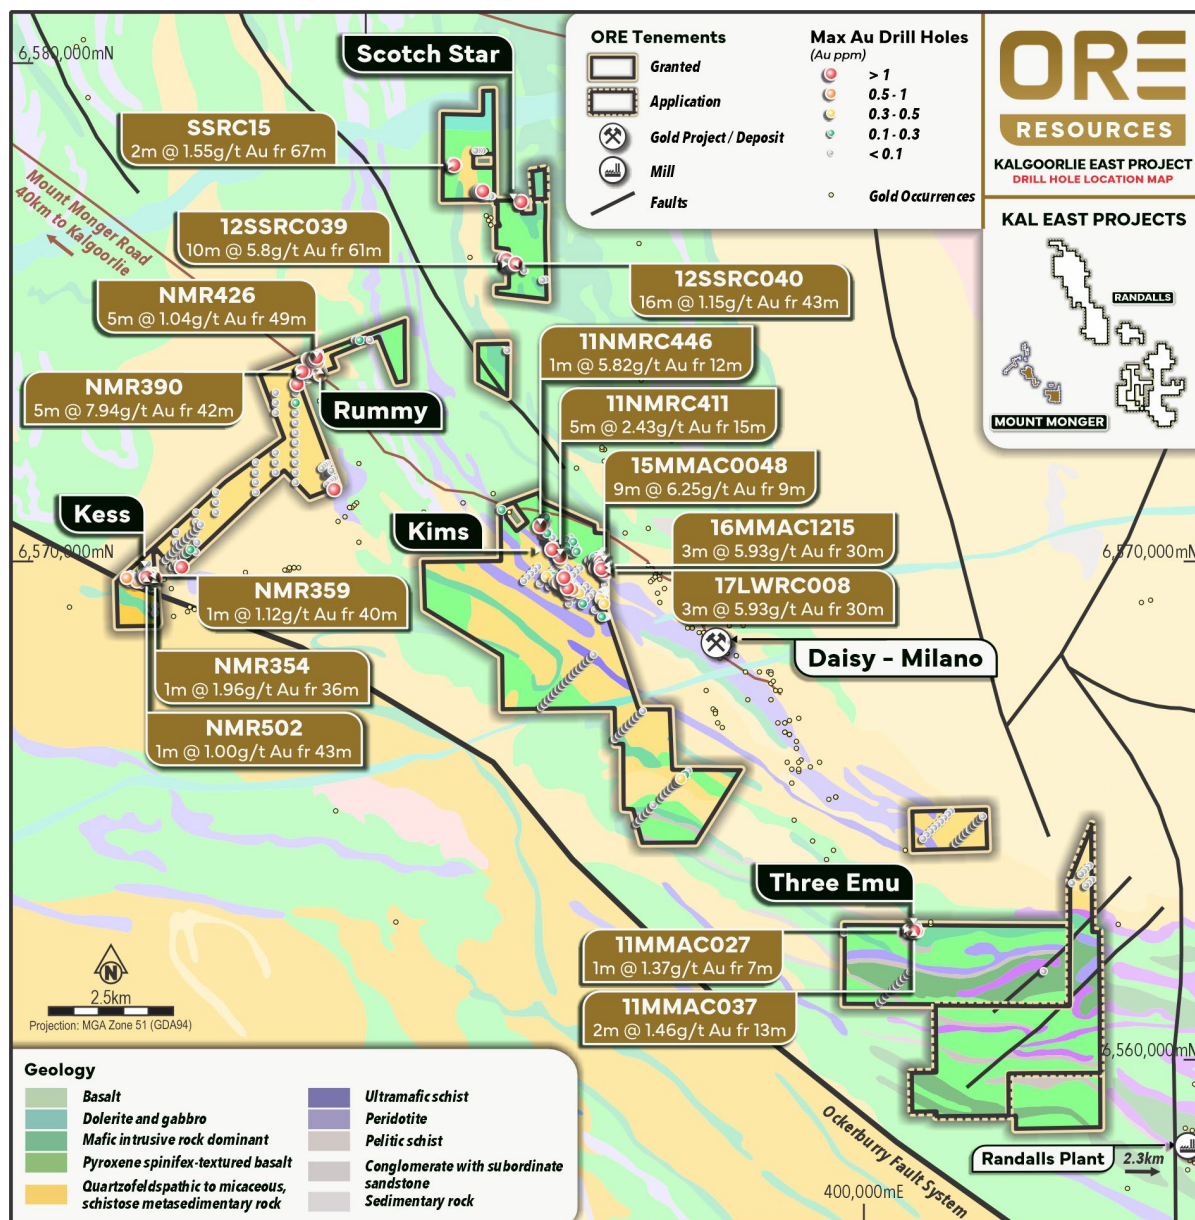 6,580,000mN
Scotch Star
ORE Tenements
Granted
Application
Gold Project / Deposit
Mill
Faults
Max Au Drill Holes
(Au ppm)
> 1
0.5 - 1
0.3 - 0.5
0.1 - 0.3
< 0.1
Gold Occurrences
ORE
RESOURCES
KALGOORLIE EAST PROJECT
DRILL HOLE LOCATION MAP
KAL EAST PROJECTS
RANDALLS
MOUNT MONGER
SSRC15
2m @ 1.55g/t Au fr 67m
Mount Monger Road
40km to Kalgoorlie
12SSRC039
10m @ 5.8g/t Au fr 61m
12SSRC040
16m @ 1.15g/t Au fr 43m
NMR426
5m @ 1.04g/t Au fr 49m
11NMRC446
1m @ 5.82g/t Au fr 12m
NMR390
5m @ 7.94g/t Au fr 42m
Rummy
11NMRC411
5m @ 2.43g/t Au fr 15m
15MMAC0048
9m @ 6.25g/t Au fr 9m
Kess
Kims
16MMAC1215
3m @ 5.93g/t Au fr 30m
6,570,000mN
6,570,000mN
NMR359
1m @ 1.12g/t Au fr 40m
17LWRC008
3m @ 5.93g/t Au fr 30m
Daisy - Milano
NMR354
1m @ 1.96g/t Au fr 36m
NMR502
1m @ 1.00g/t Au fr 43m
Three Emu
11MMAC027
1m @ 1.37g/t Au fr 7m
11MMAC037
2m @ 1.46g/t Au fr 13m
N
2.5km
Projection: MGA Zone 51 (GDA94)
6,560,000mN
Geology
Basalt
Dolerite and gabbro
Mafic intrusive rock dominant
Pyroxene spinifex-textured basalt
Quartzofeldspathic to micaceous,
schistose metasedimentary rock
Ultramafic schist
Peridotite
Pelitic schist
Conglomerate with subordinate
sandstone
Sedimentary rock
Ockerburry Fault System
400,000mE
Randalls Plant
2.3km